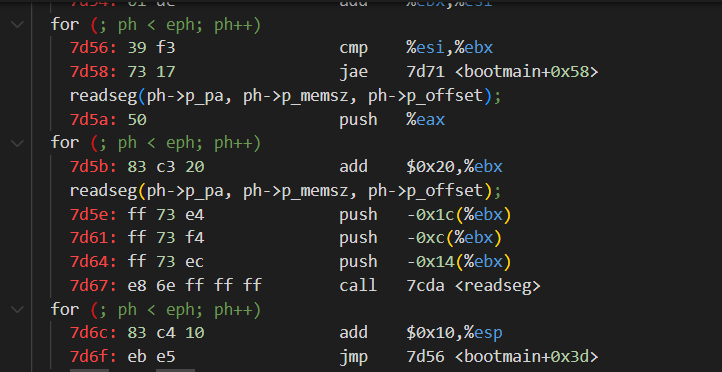 7d54: 01 de add %ebx,%esi
for (; ph < eph; ph++)
7d56: 39 f3 cmp %esi,%ebx
7d58: 73 17 jae 7d71 <bootmain+0x58>
readseg(ph->p_pa, ph->p_memsz, ph->p_offset);
7d5a: 50 push %eax
for (; ph < eph; ph++)
7d5b: 83 c3 20 add $0x20,%ebx
readseg(ph->p_pa, ph->p_memsz, ph->p_offset);
7d5e: ff 73 e4 push -0x1c(%ebx)
7d61: ff 73 f4 push -0xc(%ebx)
7d64: ff 73 ec push -0x14(%ebx)
7d67: e8 6e ff ff ff call 7cda <readseg>
for (; ph < eph; ph++)
7d6c: 83 c4 10 add $0x10,%esp
7d6f: eb e5 jmp 7d56 <bootmain+0x3d>